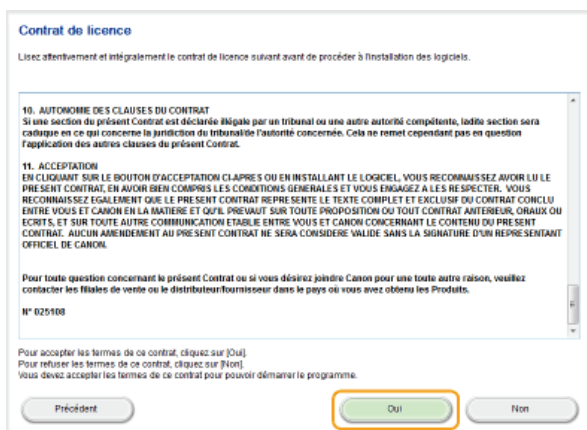 Contrat de licence
Lisez attentivement et intégralement le contrat de licence suivant avant de procéder à l'installation des logiciels.
10. AUTONOMIE DES CLAUSES DU CONTRAT
Si une section du présent Contrat est déclarée illégale par un tribunal ou une autre autorité compétente, ladite section sera
caduque en ce qui concerne la juridiction du tribunal/de l'autorité concernée. Cela ne remet cependant pas en question
l'application des autres clauses du présent Contrat.
11. ACCEPTATION
EN CLIQUANT SUR LE BOUTON D'ACCEPTATION CI-APRES OU EN INSTALLANT LE LOGICIEL, VOUS RECONNAISSEZ AVOIR LU LE
PRESENT CONTRAT, EN AVOIR BIEN COMPRIS LES CONDITIONS GENERALES ET VOUS ENGAGEZ A LES RESPECTER. VOUS
RECONNAISSEZ EGALEMENT QUE LE PRESENT CONTRAT REPRESENTE LE TEXTE COMPLET ET EXCLUSIF DU CONTRAT CONCLU
ENTRE VOUS ET CANON EN LA MATIERE ET QU'IL PREVAUT SUR TOUTE PROPOSITION OU TOUT CONTRAT ANTERIEUR, ORAUX OU
ECRITS, ET SUR TOUTE AUTRE COMMUNICATION ETABLIE ENTRE VOUS ET CANON CONCERNANT LE CONTENU DU PRESENT
CONTRAT. AUCUN AMENDEMENT AU PRESENT CONTRAT NE SERA CONSIDERE VALIDE SANS LA SIGNATURE D'UN REPRESENTANT
OFFICIEL DE CANON.
Pour toute question concernant le présent Contrat ou si vous désirez joindre Canon pour une toute autre raison, veuillez
contacter les filiales de vente ou le distributeur/fournisseur dans le pays où vous avez obtenu les Produits.
N° 025108
Pour accepter les termes de ce contrat, cliquez sur [Oui].
Pour refuser les termes de ce contrat, cliquez sur [Non].
Vous devez accepter les termes de ce contrat pour pouvoir démarrer le programme.
Précédent
Oui
Non